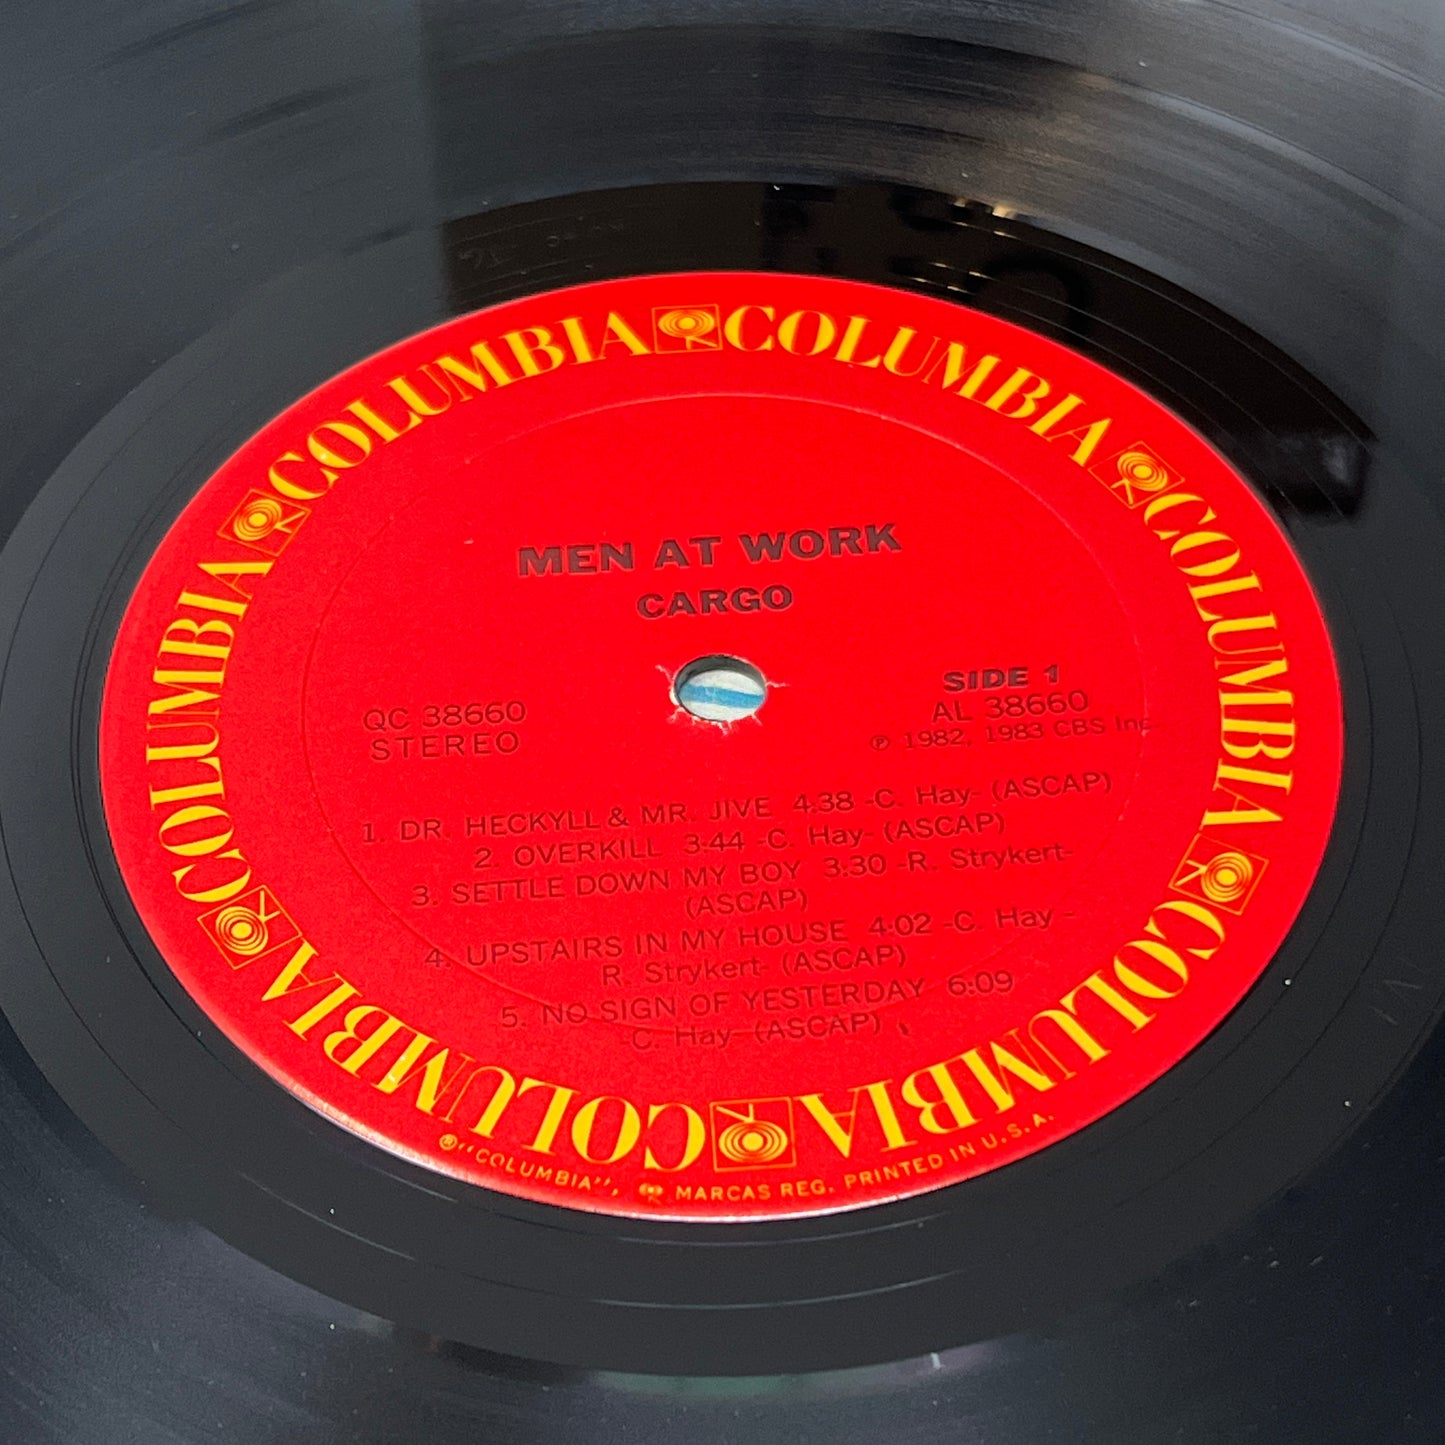 COLUMBIA COLUMBIA COLUMBIA COLUMBIA COLUMBIA COLUMBIA
MEN AT WORK
CARGO
QC 38660
STEREO
SIDE 1
AL 38660
℗ 1982, 1983 CBS Inc.
1. DR. HECKYLL & MR. JIVE 4:38 -C. Hay- (ASCAP)
2. OVERKILL 3:44 -C. Hay- (ASCAP)
3. SETTLE DOWN MY BOY 3:30 -R. Strykert-
(ASCAP)
4. UPSTAIRS IN MY HOUSE 4:02 -C. Hay -
R. Strykert- (ASCAP)
5. NO SIGN OF YESTERDAY 6:09
-C. Hay- (ASCAP)
® "COLUMBIA", MARCAS REG. PRINTED IN U.S.A.